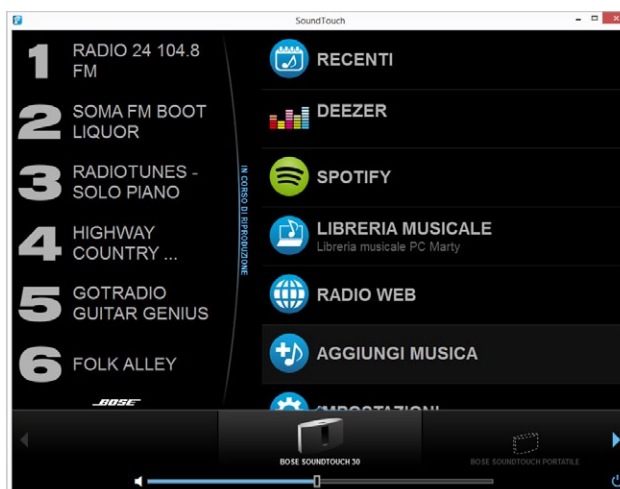 SoundTouch
1 RADIO 24 104.8
FM
2 SOMA FM BOOT
LIQUOR
3 RADIOTUNES -
SOLO PIANO
4 HIGHWAY
COUNTRY ...
5 GOTRADIO
GUITAR GENIUS
6 FOLK ALLEY
BOSE
IN CORSO DI RIPRODUZIONE
RECENTI
DEEZER
SPOTIFY
LIBRERIA MUSICALE
Libreria musicale PC Marty
RADIO WEB
AGGIUNGI MUSICA
IMPOSTAZIONI
BOSE SOUNDTOUCH 30
BOSE SOUNDTOUCH PORTATILE